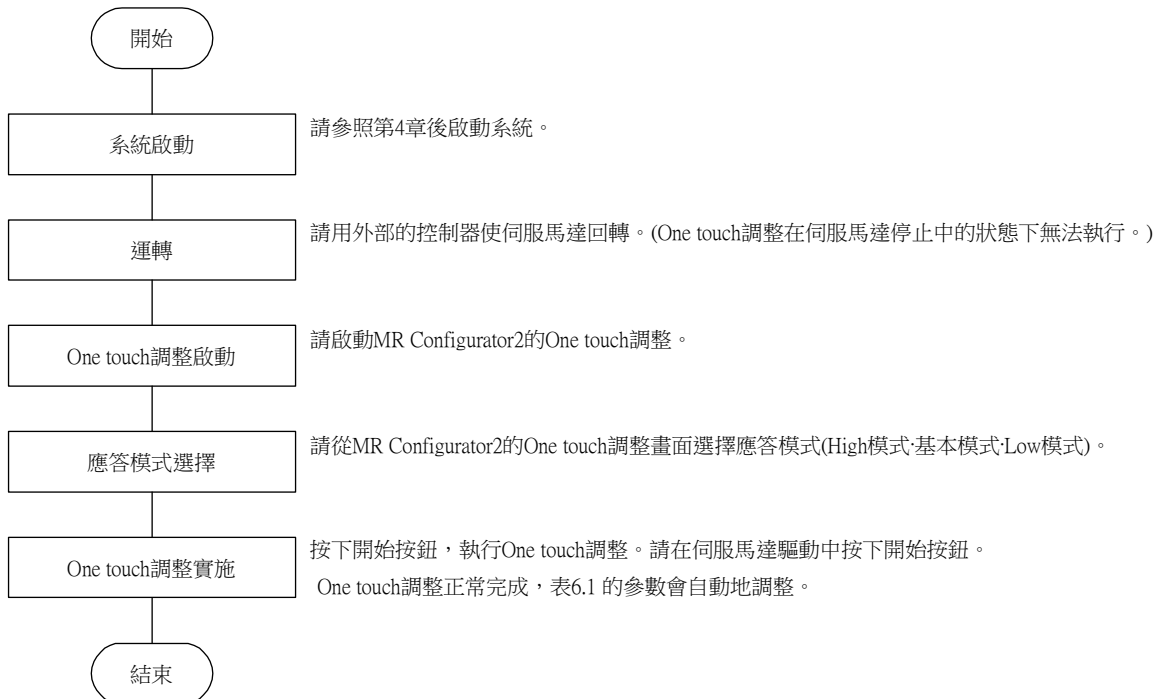 開始
系統啟動
請參照第4章後啟動系統。
運轉
請用外部的控制器使伺服馬達回轉。(One touch調整在伺服馬達停止中的狀態下無法執行。)
One touch調整啟動
請啟動MR Configurator2的One touch調整。
應答模式選擇
請從MR Configurator2的One touch調整畫面選擇應答模式(High模式·基本模式·Low模式)。
One touch調整實施
按下開始按鈕，執行One touch調整。請在伺服馬達驅動中按下開始按鈕。
One touch調整正常完成，表6.1 的參數會自動地調整。
結束